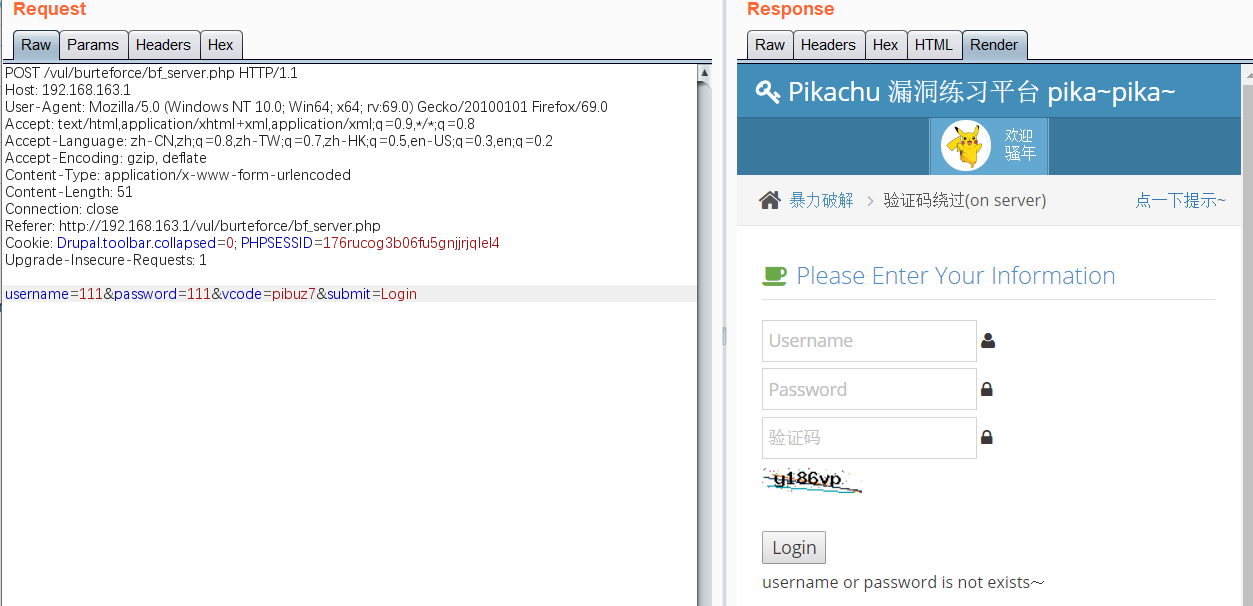 Request
Raw Params Headers Hex
POST /vul/burteforce/bf_server.php HTTP/1.1
Host: 192.168.163.1
User-Agent: Mozilla/5.0 (Windows NT 10.0; Win64; x64; rv:69.0) Gecko/20100101 Firefox/69.0
Accept: text/html,application/xhtml+xml,application/xml;q=0.9,*/*;q=0.8
Accept-Language: zh-CN,zh;q=0.8,zh-TW;q=0.7,zh-HK;q=0.5,en-US;q=0.3,en;q=0.2
Accept-Encoding: gzip, deflate
Content-Type: application/x-www-form-urlencoded
Content-Length: 51
Connection: close
Referer: http://192.168.163.1/vul/burteforce/bf_server.php
Cookie: Drupal.toolbar.collapsed=0; PHPSESSID=176rucog3b06fu5gnjjrjqlel4
Upgrade-Insecure-Requests: 1
username=111&password=111&vcode=pibuz7&submit=Login
Response
Raw Headers Hex HTML Render
Pikachu 漏洞练习平台 pika~pika~
欢迎
骚年
暴力破解 > 验证码绕过(on server) 点一下提示~
Please Enter Your Information
Username
Password
验证码
y186vp
Login
username or password is not exists～